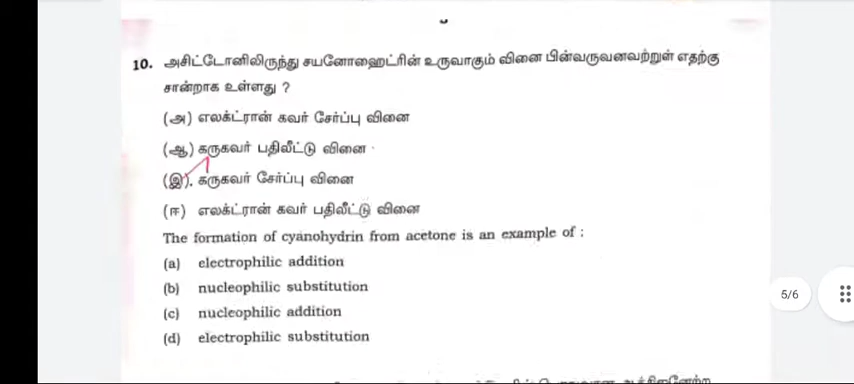 10. அசிட்டோனிலிருந்து சயனோஹைட்ரின் உருவாகும் வினை பின்வருவனவற்றுள் எதற்கு
சான்றாக உள்ளது ?
(அ) எலக்ட்ரான் கவர் சேர்ப்பு வினை
(ஆ) கருகவர் பதிலீட்டு வினை
(இ). கருகவர் சேர்ப்பு வினை
(ஈ) எலக்ட்ரான் கவர் பதிலீட்டு வினை
The formation of cyanohydrin from acetone is an example of :
(a) electrophilic addition
(b) nucleophilic substitution
(c) nucleophilic addition
(d) electrophilic substitution
5/6